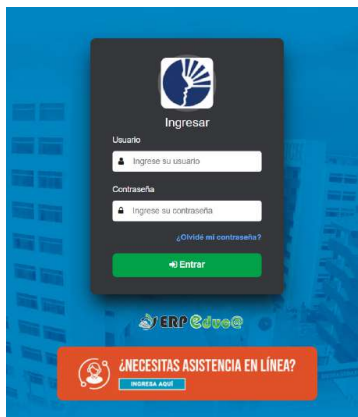 Ingresar
Usuario
Ingrese su usuario
Contraseña
Ingrese su contraseña
¿Olvidé mi contraseña?
Entrar
ERP Educ@
¿NECESITAS ASISTENCIA EN LÍNEA?
INGRESA AQUÍ